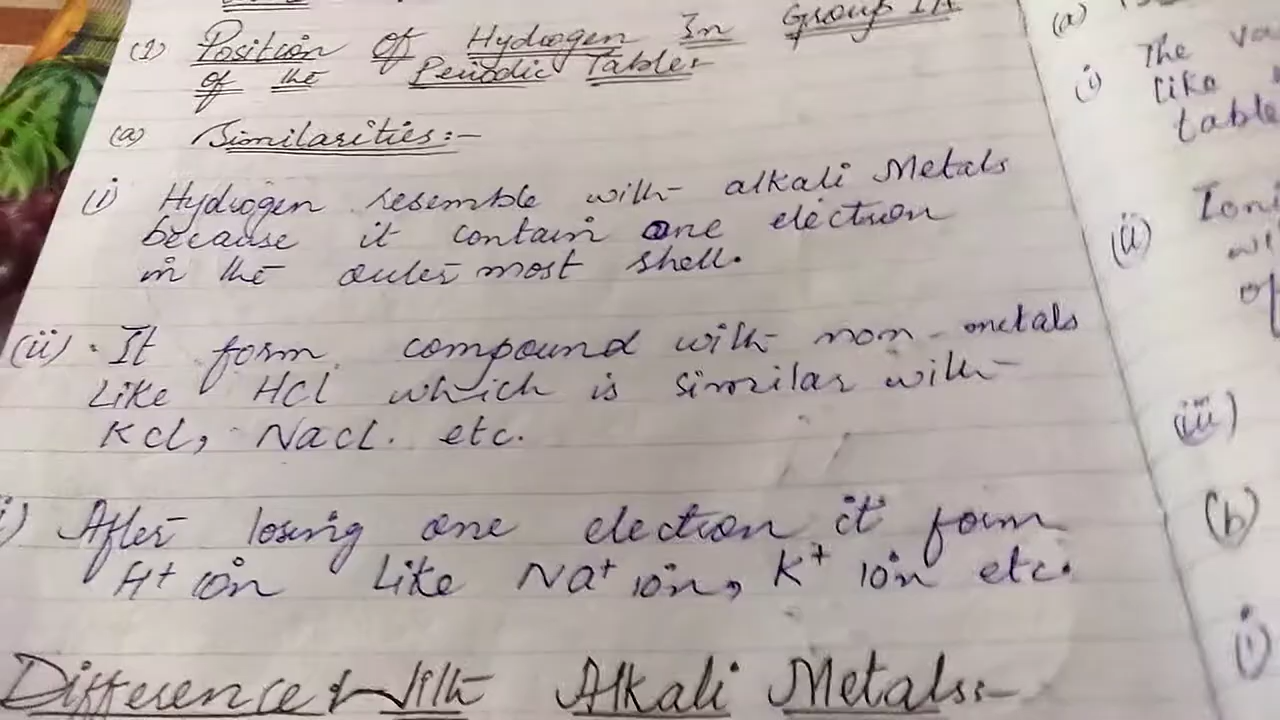 (1) Position Of Hydrogen In Group IA
of the Periodic Table:
(a) Similarities:-
(i) Hydrogen resemble with alkali Metals
because it contain one electron
in the outer most shell.
(ii) It form compound with non-metals
Like HCl which is similar with
KCl, NaCl. etc.
i) After losing one electron it form
H+ ion Like Na+ ion, K+ ion etc.
Difference With Alkali Metals:-
(a)
(i) The va
like
table
(ii) Ioni
of
(iii)
(b)
(i)